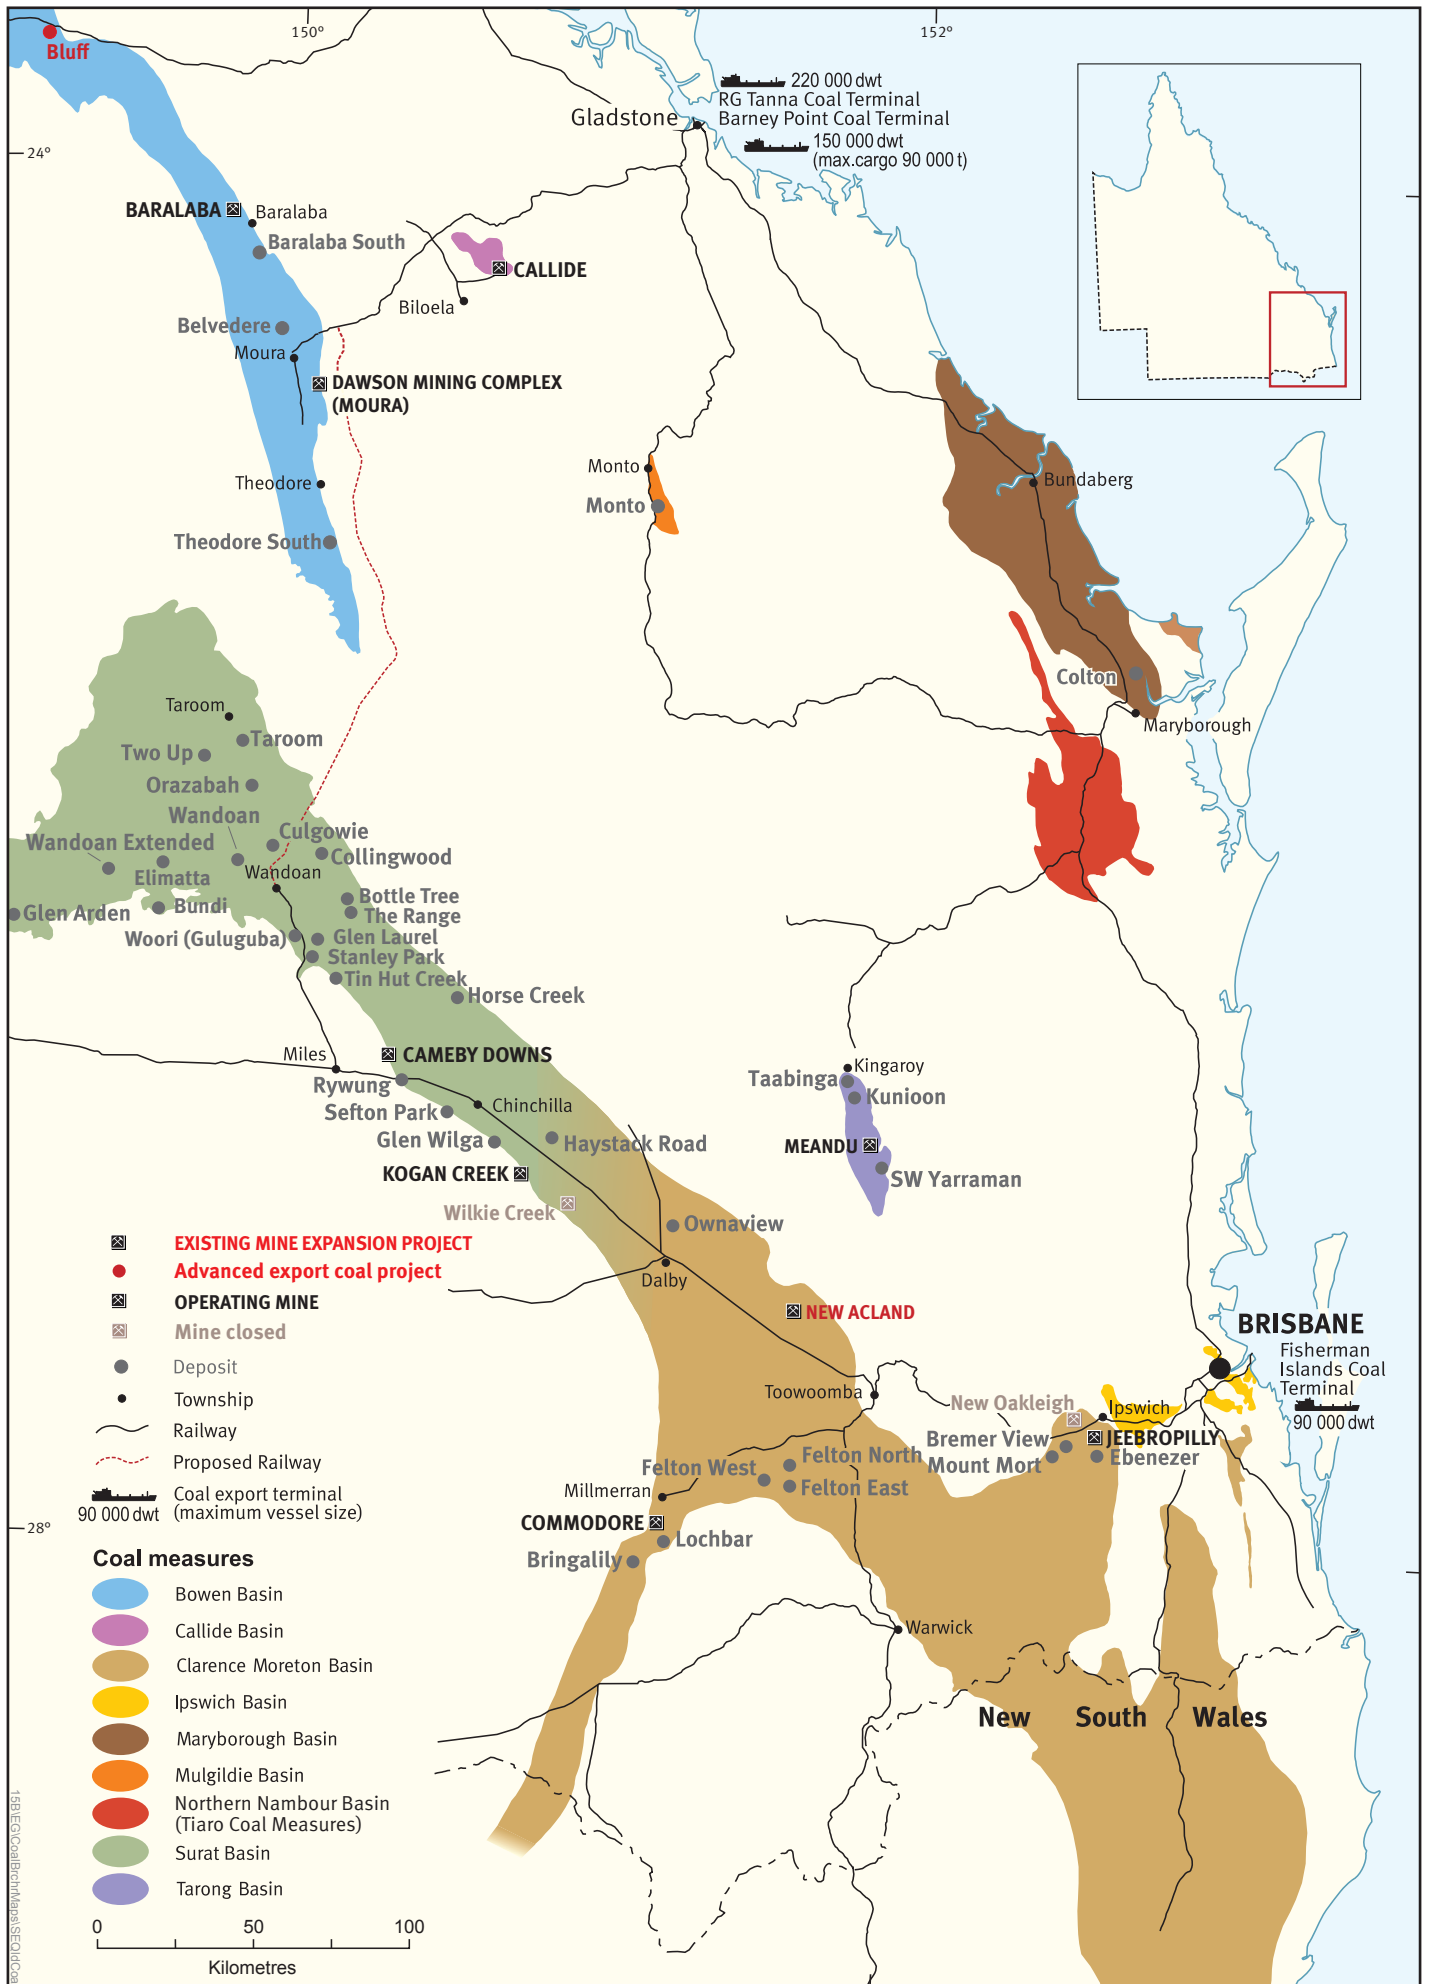 150°
152°
Bluff
220 000 dwt
RG Tanna Coal Terminal
Barney Point Coal Terminal
Gladstone
150 000 dwt
(max.cargo 90 000 t)
24°
BARALABA
Baralaba
Baralaba South
CALLIDE
Biloela
Belvedere
Moura
DAWSON MINING COMPLEX
(MOURA)
Monto
Monto
Bundaberg
Theodore
Theodore South
Colton
Maryborough
Taroom
Taroom
Two Up
Orazabah
Wandoan
Culgowie
Wandoan Extended
Collingwood
Elimatta
Wandoan
Bottle Tree
Bundi
The Range
Glen Arden
Woori (Guluguba)
Glen Laurel
Stanley Park
Tin Hut Creek
Horse Creek
Miles
CAMEBY DOWNS
Kingaroy
Rywung
Taabinga
Kunioon
Sefton Park
Chinchilla
Glen Wilga
Haystack Road
MEANDU
KOGAN CREEK
SW Yarraman
Wilkie Creek
Ownaview
Dalby
NEW ACLAND
BRISBANE
Fisherman
Islands Coal
Terminal
90 000 dwt
Toowoomba
New Oakleigh
Ipswich
Bremer View
JEEBROPILLY
Mount Mort
Ebenezer
Felton North
Felton West
Felton East
Millmerran
COMMODORE
Lochbar
Bringalily
Warwick
New South Wales
EXISTING MINE EXPANSION PROJECT
Advanced export coal project
OPERATING MINE
Mine closed
Deposit
Township
Railway
Proposed Railway
Coal export terminal
90 000 dwt (maximum vessel size)
28°
Coal measures
Bowen Basin
Callide Basin
Clarence Moreton Basin
Ipswich Basin
Maryborough Basin
Mulgildie Basin
Northern Nambour Basin
(Tiaro Coal Measures)
Surat Basin
Tarong Basin
0 50 100
Kilometres
15B\EG\CoalBrchrMaps\SEQldCoa